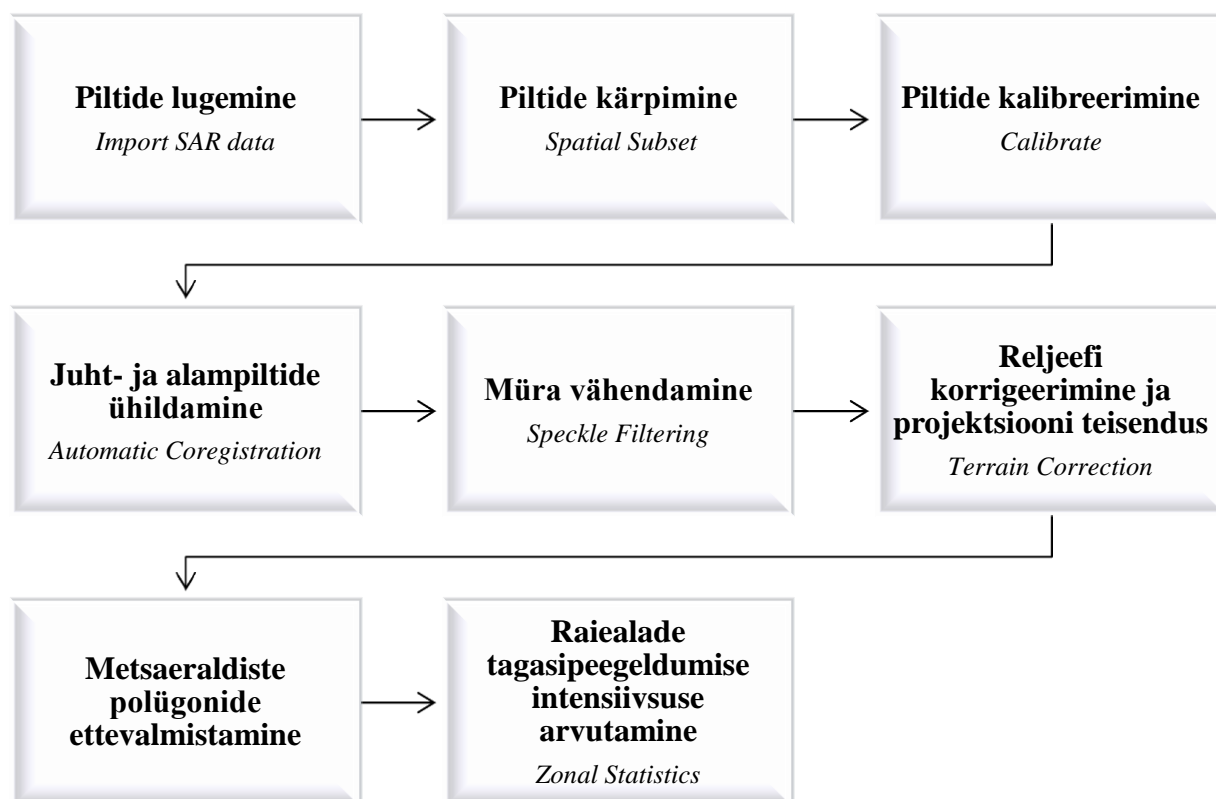 Piltide lugemine
Import SAR data
Piltide kärpimine
Spatial Subset
Piltide kalibreerimine
Calibrate
Juht- ja alampiltide
ühildamine
Automatic Coregistration
Müra vähendamine
Speckle Filtering
Reljeefi
korrigeerimine ja
projektsiooni teisendus
Terrain Correction
Metsaeraldiste
polügonide
ettevalmistamine
Raiealade
tagasipeegeldumise
intensiivsuse
arvutamine
Zonal Statistics